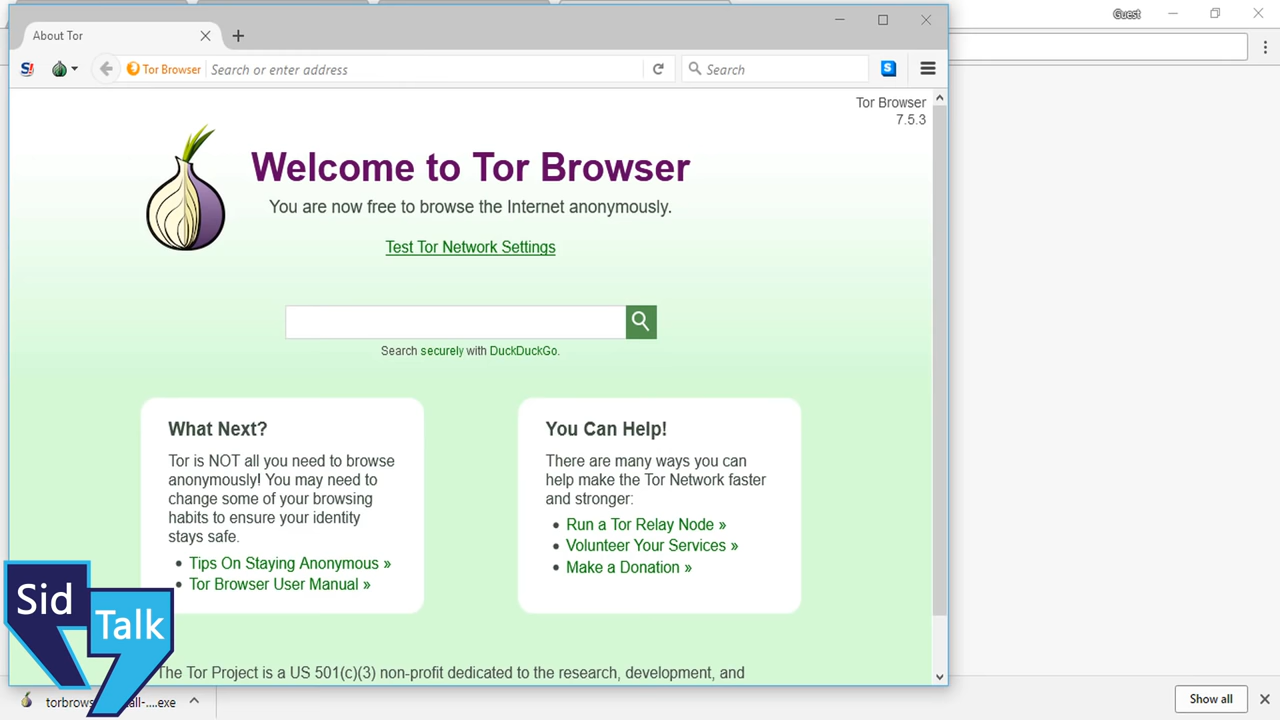 Guest
About Tor
Tor Browser
Search or enter address
Search
Tor Browser
7.5.3
Welcome to Tor Browser
You are now free to browse the Internet anonymously.
Test Tor Network Settings
Search securely with DuckDuckGo.
What Next?
Tor is NOT all you need to browse
anonymously! You may need to
change some of your browsing
habits to ensure your identity
stays safe.
Tips On Staying Anonymous »
Tor Browser User Manual »
You Can Help!
There are many ways you can
help make the Tor Network faster
and stronger:
Run a Tor Relay Node »
Volunteer Your Services »
Make a Donation »
The Tor Project is a US 501(c)(3) non-profit dedicated to the research, development, and
Sid
Talk
Show all